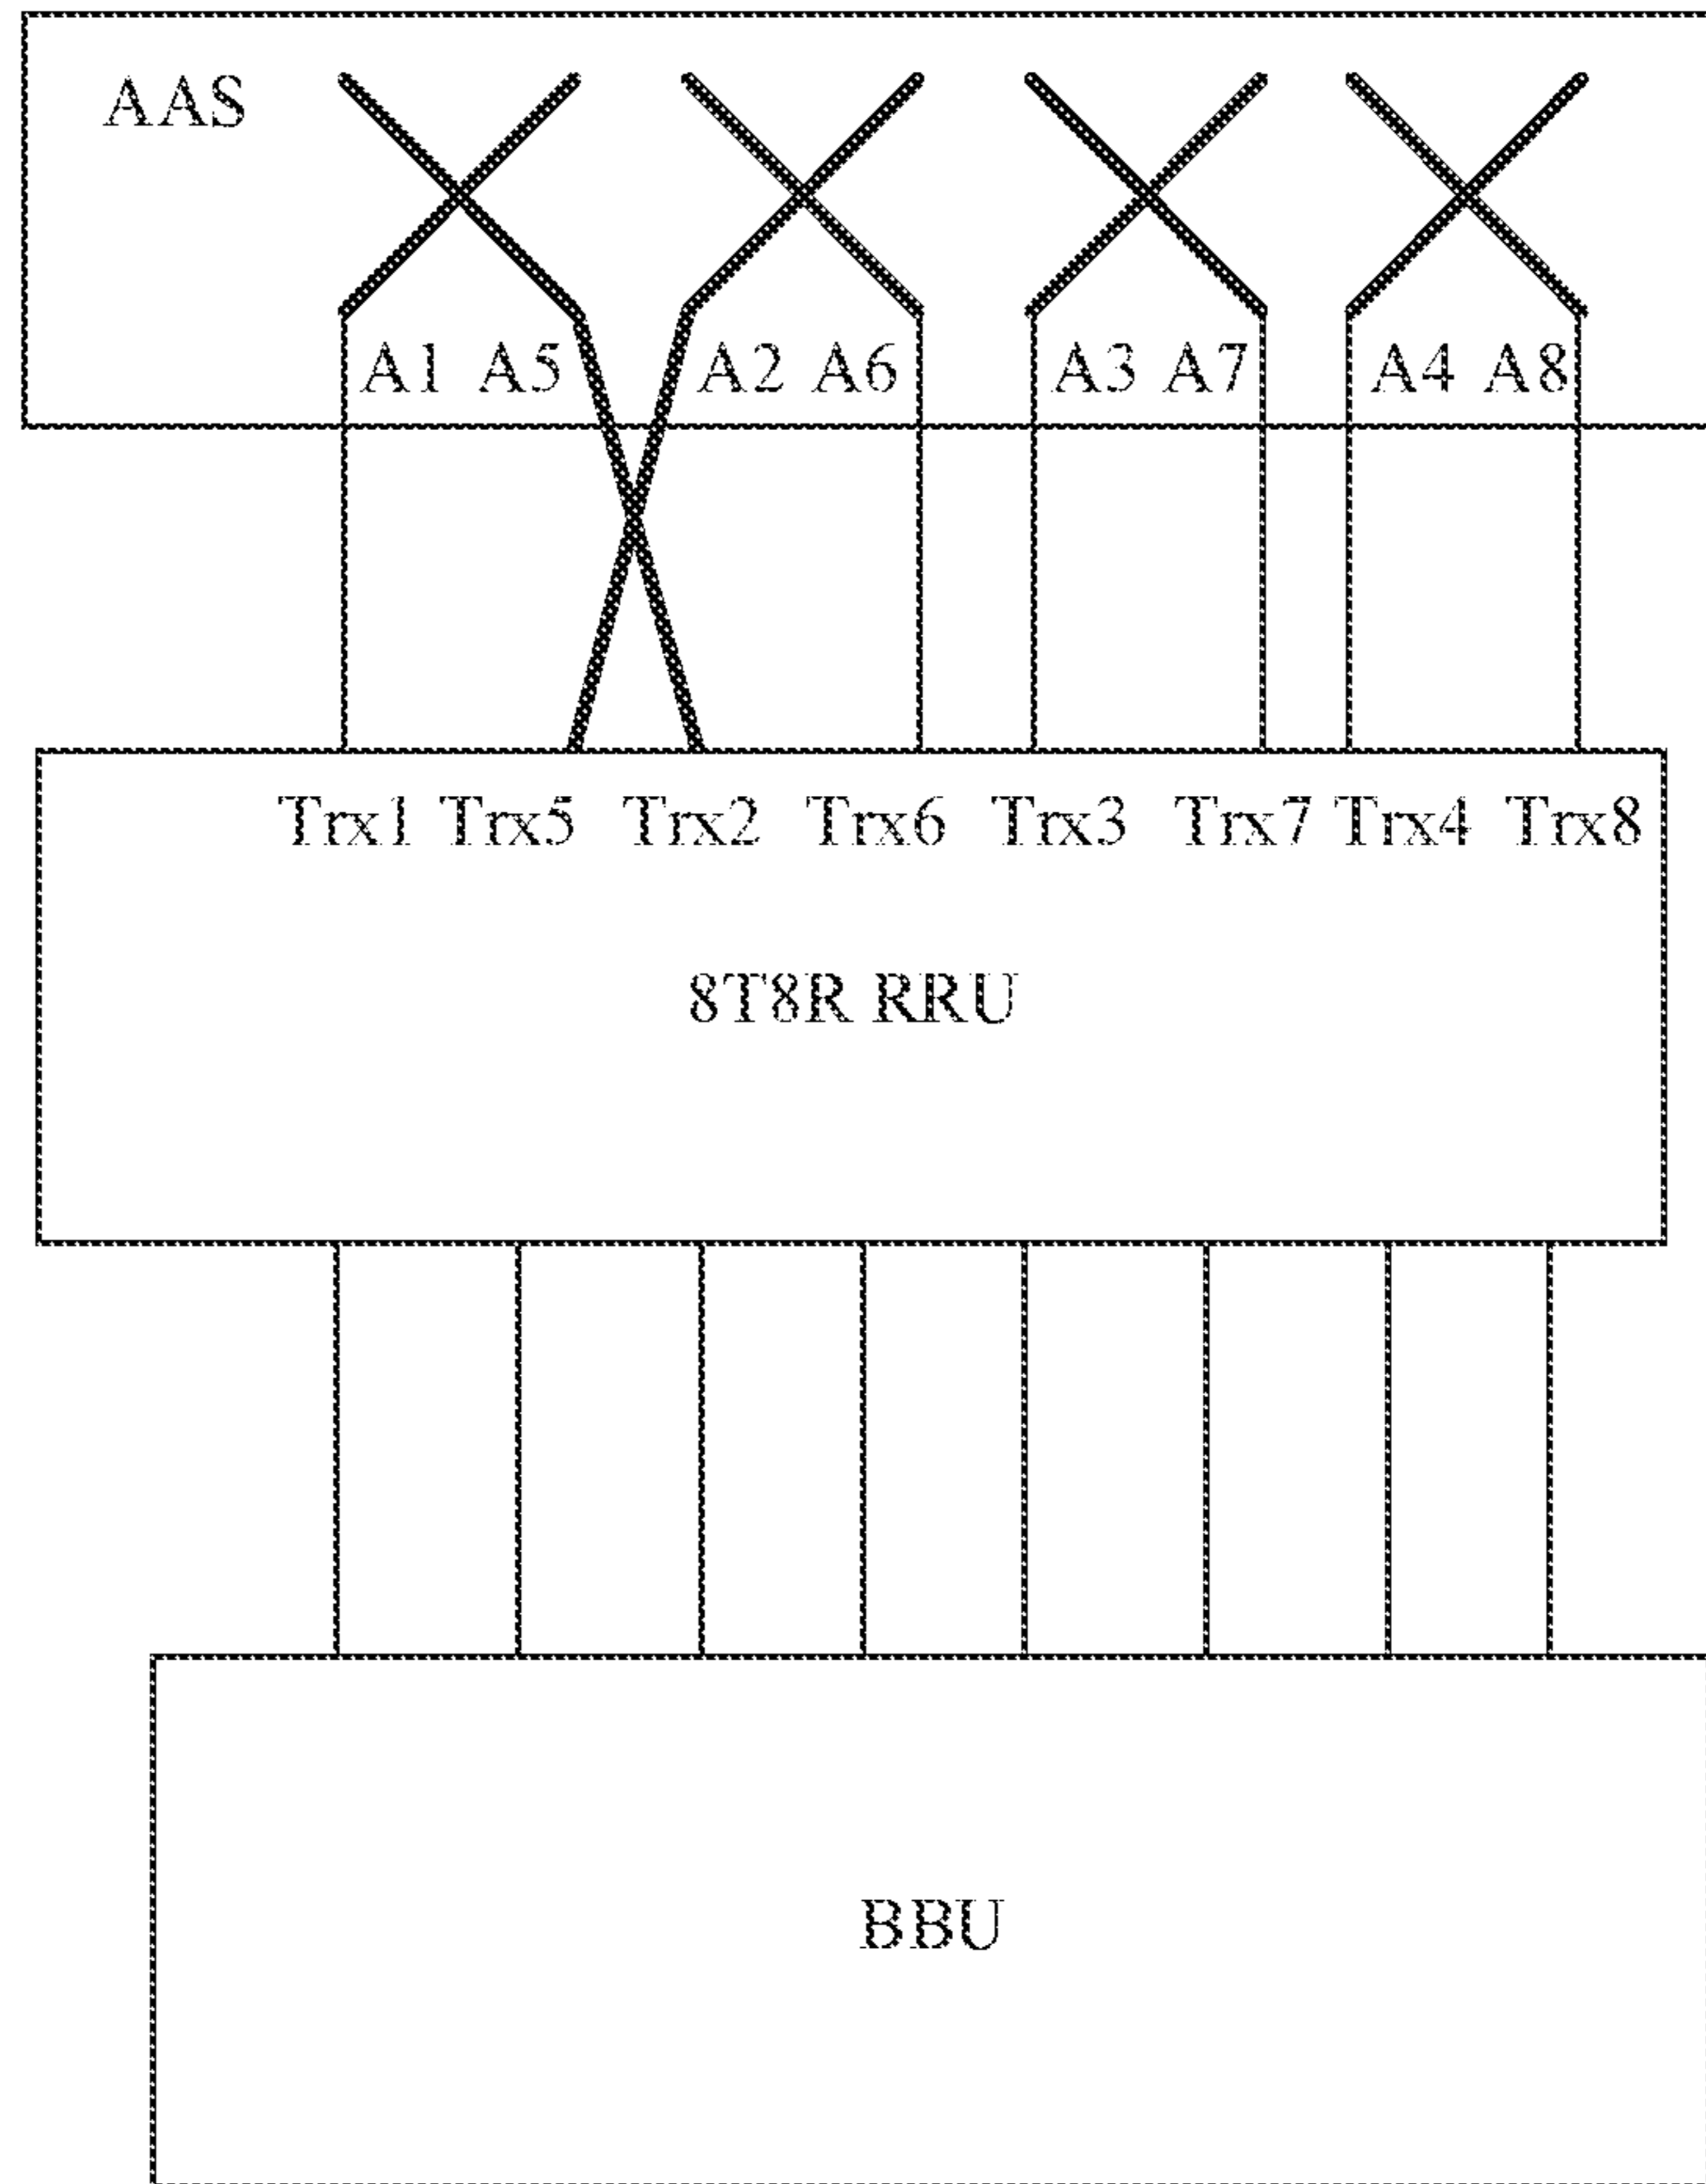 AAS
A1 A5 A2 A6 A3 A7 A4 A8
Trx1 Trx5 Trx2 Trx6 Trx3 Trx7 Trx4 Trx8
8T8R RRU
BBU